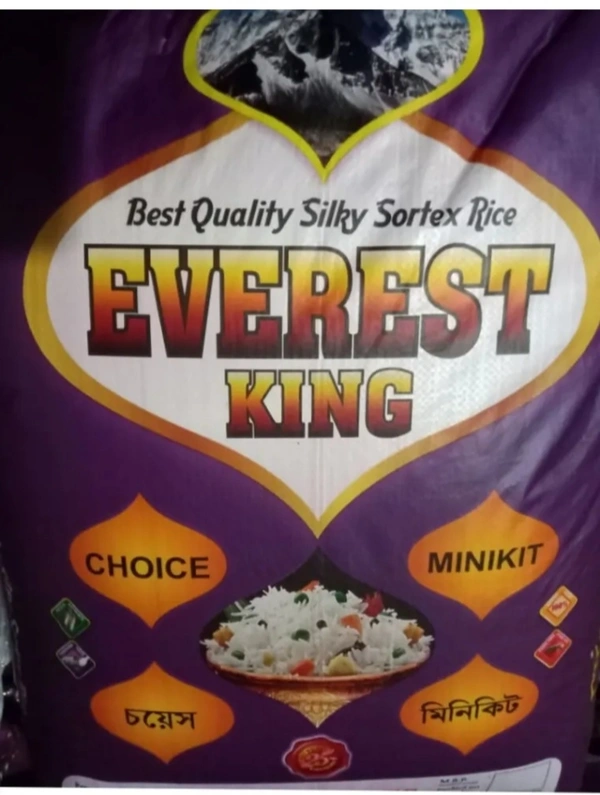 Best Quality Silky Sortex Rice
EVEREST
KING
CHOICE
MINIKIT
চয়েস
মিনিকিট
M.R.P.